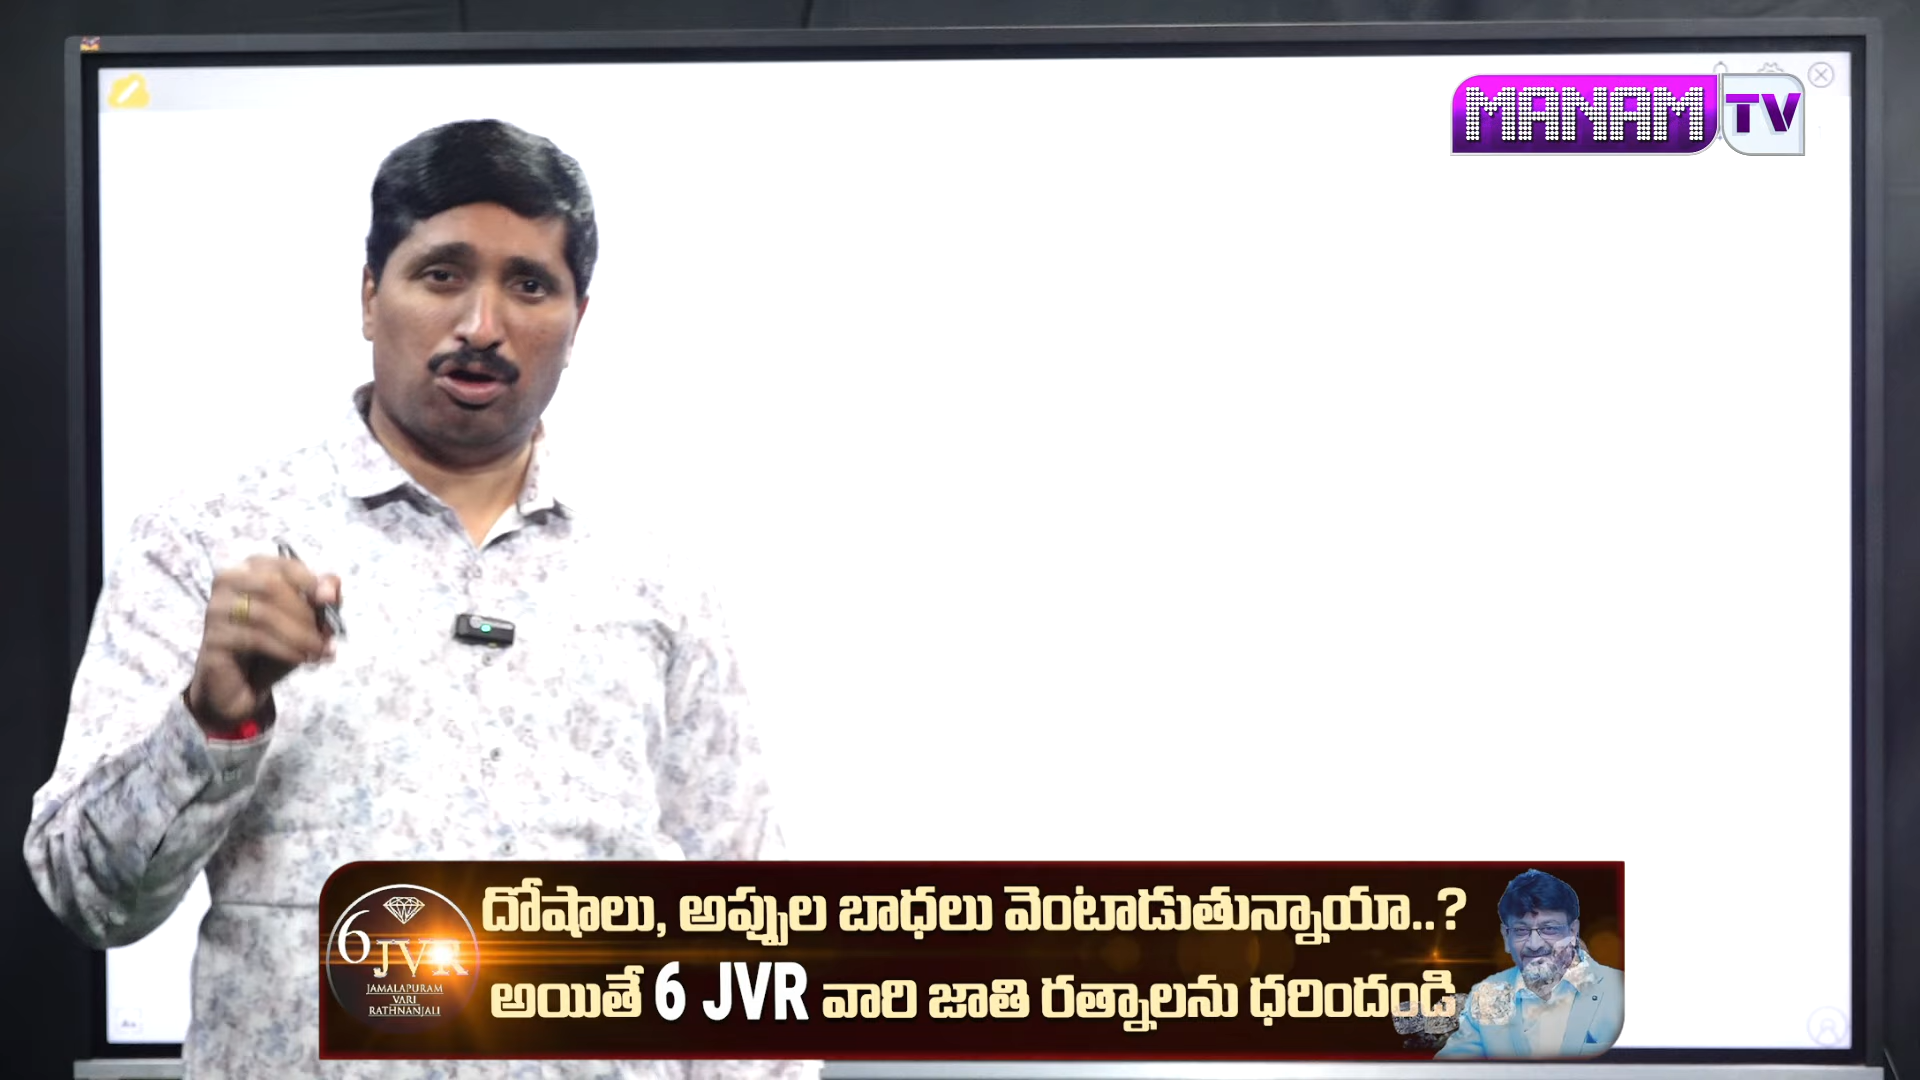 MANAM TV
దోషాలు, అప్పుల బాధలు వెంటాడుతున్నాయా..?
అయితే 6 JVR వారి జాతి రత్నాలను ధరించండి
6
JVR
JAMALAPURAM
VARI
RATHNANJALI